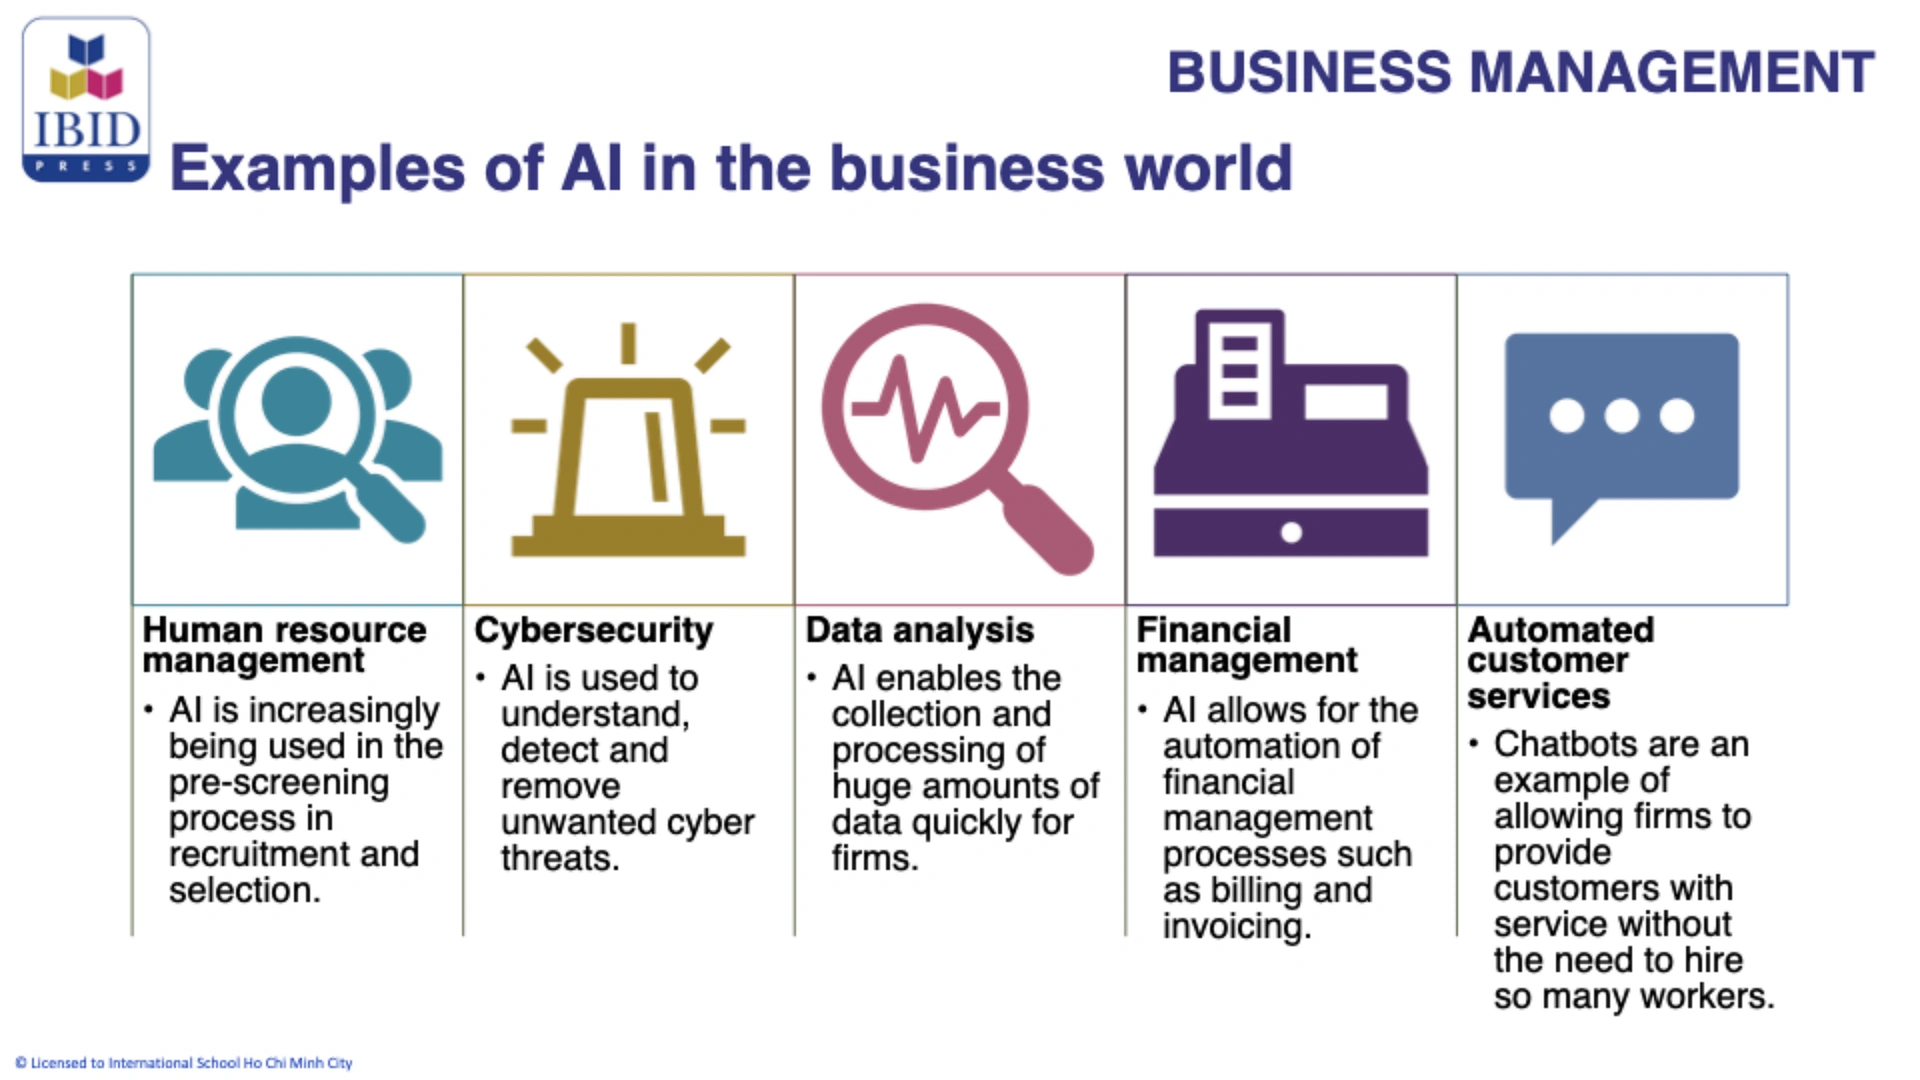 IBID
PRESS
BUSINESS MANAGEMENT
Examples of AI in the business world
Human resource
management
• AI is increasingly
being used in the
pre-screening
process in
recruitment and
selection.
Cybersecurity
• AI is used to
understand,
detect and
remove
unwanted cyber
threats.
Data analysis
• AI enables the
collection and
processing of
huge amounts of
data quickly for
firms.
Financial
management
• AI allows for the
automation of
financial
management
processes such
as billing and
invoicing.
Automated
customer
services
• Chatbots are an
example of
allowing firms to
provide
customers with
service without
the need to hire
so many workers.
© Licensed to International School Ho Chi Minh City